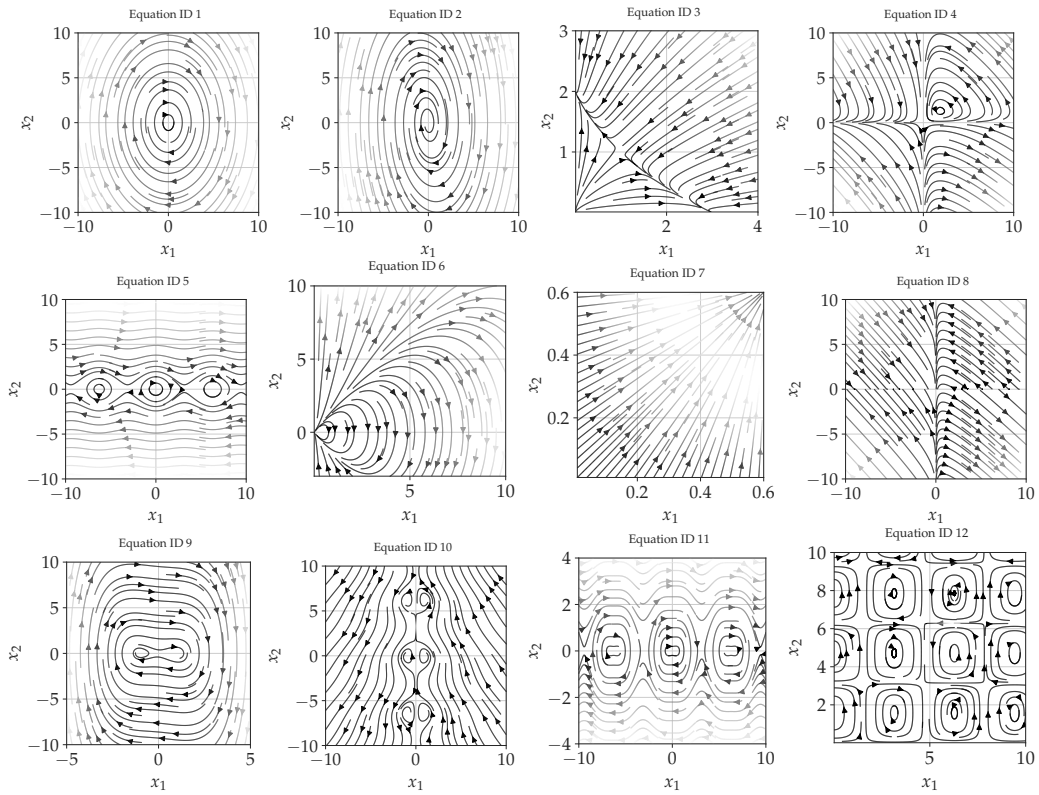 Equation ID 1
10
5
0
−5
−10
x2
−10 0 10
x1
Equation ID 2
10
5
0
−5
−10
x2
−10 0 10
x1
Equation ID 3
3
2
1
x2
2 4
x1
Equation ID 4
10
5
0
−5
−10
x2
−10 0 10
x1
Equation ID 5
10
5
0
−5
−10
x2
−10 0 10
x1
Equation ID 6
10
5
0
x2
5 10
x1
Equation ID 7
0.6
0.4
0.2
x2
0.2 0.4 0.6
x1
Equation ID 8
10
5
0
−5
−10
x2
−10 0 10
x1
Equation ID 9
10
5
0
−5
−10
x2
−5 0 5
x1
Equation ID 10
10
5
0
−5
−10
x2
−10 0 10
x1
Equation ID 11
4
2
0
−2
−4
x2
−10 0 10
x1
Equation ID 12
10
8
6
4
2
x2
5 10
x1